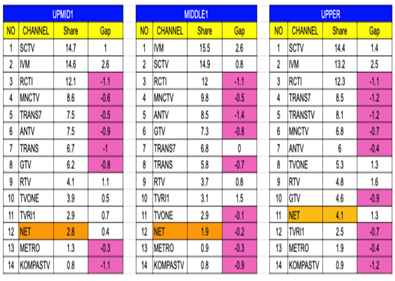 UPMID1
NO CHANNEL Share Gap
1 SCTV 14.7 1
2 IVM 14.6 2.6
3 RCTI 12.1 -1.1
4 MNCTV 8.6 -0.6
5 TRANS7 7.5 -0.5
6 ANTV 7.5 -0.9
7 TRANS 6.7 -1
8 GTV 6.2 -0.8
9 RTV 4.1 1.1
10 TVONE 3.9 0.5
11 TVRI1 2.9 0.7
12 NET 2.8 0.4
13 METRO 1.3 -0.3
14 KOMPASTV 0.8 -1.1
MIDDLE1
NO CHANNEL Share Gap
1 IVM 15.5 2.6
2 SCTV 14.9 0.8
3 RCTI 12 -1.1
4 MNCTV 9.8 -0.5
5 ANTV 8.5 -1.4
6 GTV 7.3 -0.8
7 TRANS7 6.8 0
8 TRANS 5.8 -0.7
9 RTV 3.7 0.8
10 TVRI1 3.1 1.5
11 TVONE 2.9 -0.1
12 NET 1.9 -0.2
13 METRO 0.9 -0.3
14 KOMPASTV 0.8 -0.9
UPPER
NO CHANNEL Share Gap
1 SCTV 14.4 1.4
2 IVM 13.2 2.5
3 RCTI 12.3 -1.1
4 TRANS7 8.5 -1.2
5 TRANSTV 8.1 -1.2
6 MNCTV 6.8 -0.7
7 ANTV 6 -0.4
8 TVONE 5.3 1.3
9 RTV 4.8 1.6
10 GTV 4.6 -0.9
11 NET 4.1 1.3
12 TVRI1 2.5 -0.7
13 METRO 1.9 -0.4
14 KOMPASTV 0.9 -1.2